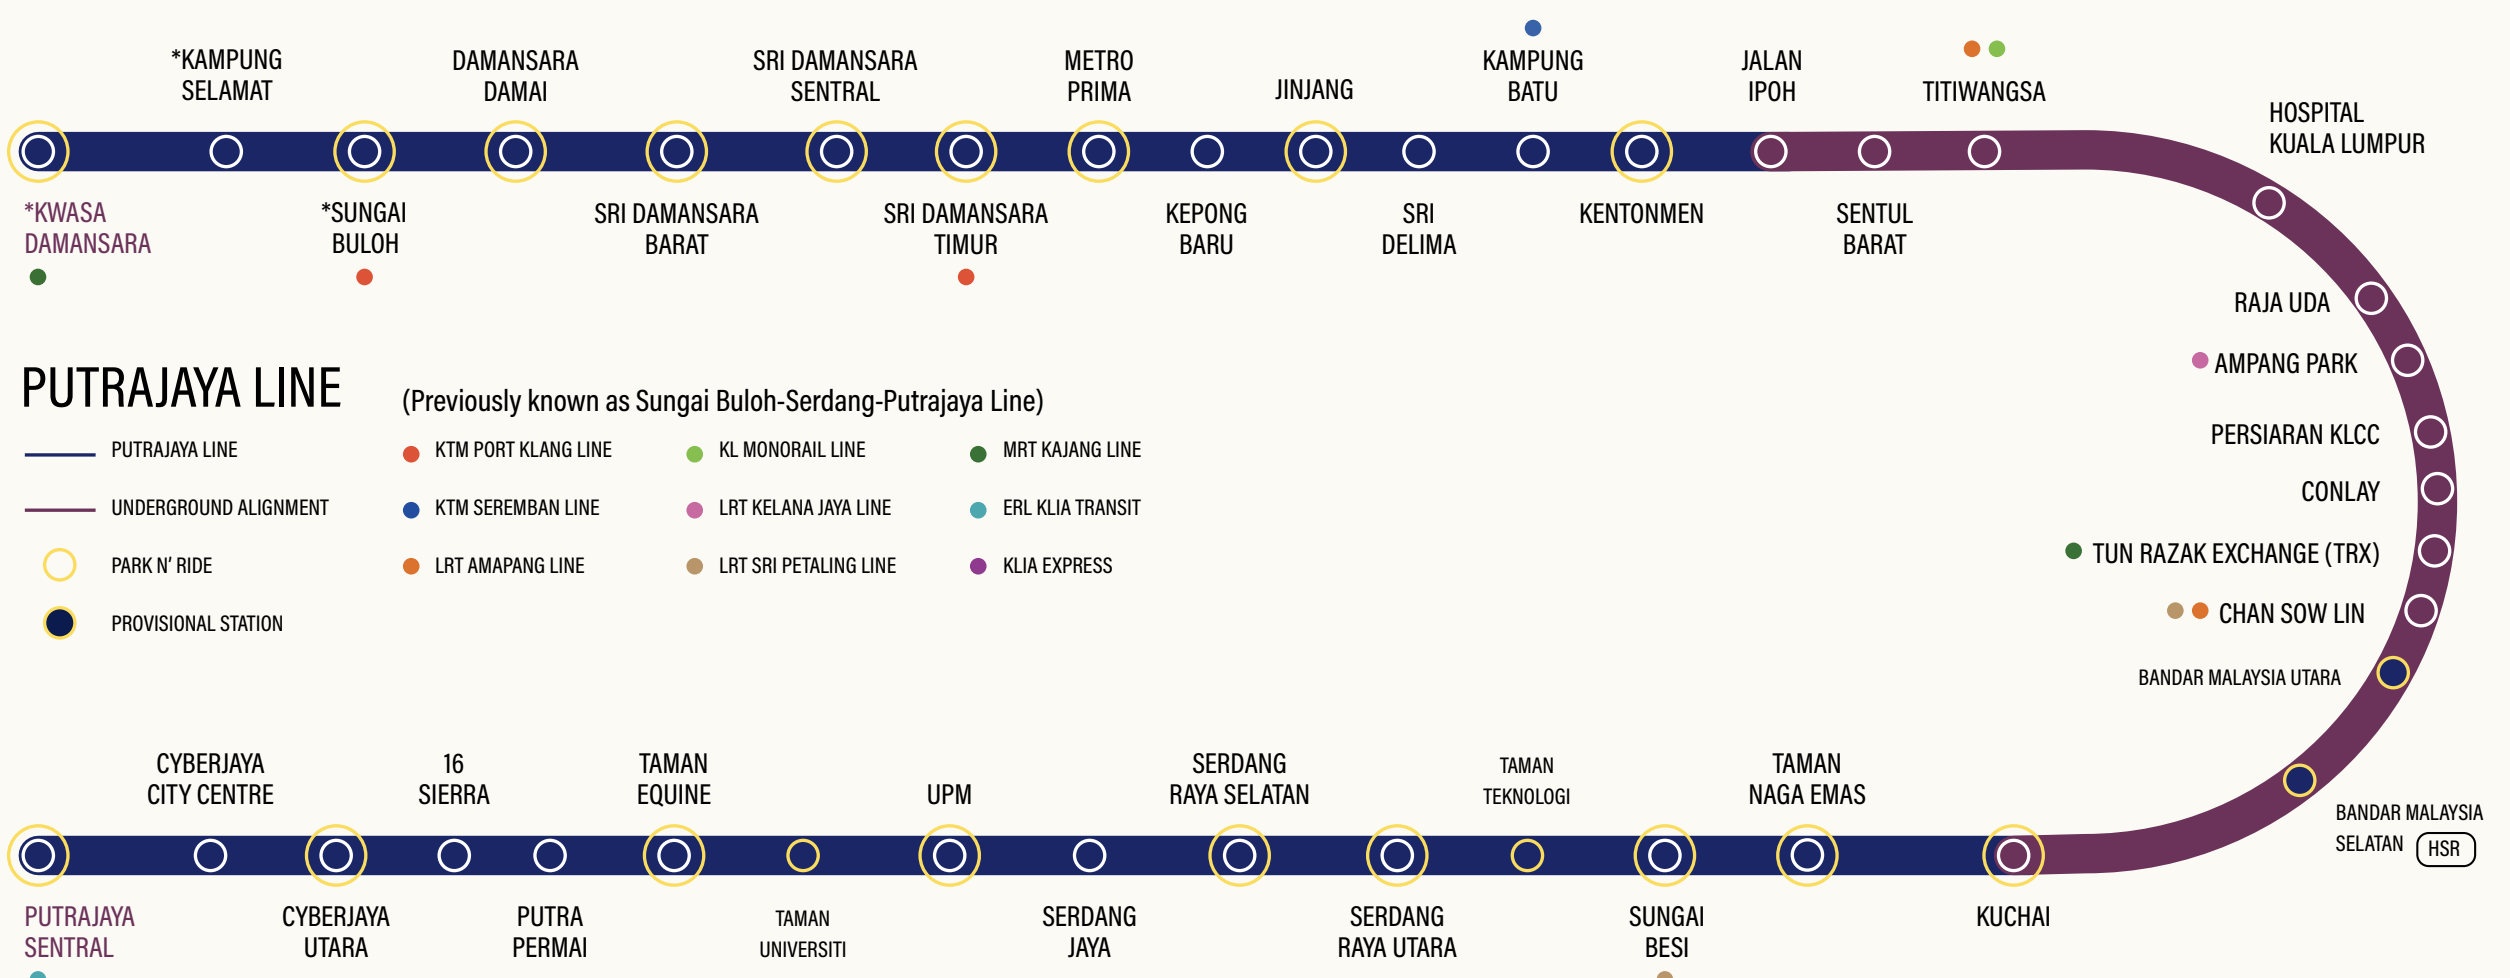 *KAMPUNG
SELAMAT
DAMANSARA
DAMAI
SRI DAMANSARA
SENTRAL
METRO
PRIMA
JINJANG
KAMPUNG
BATU
JALAN
IPOH
TITIWANGSA
HOSPITAL
KUALA LUMPUR
*KWASA
DAMANSARA
*SUNGAI
BULOH
SRI DAMANSARA
BARAT
SRI DAMANSARA
TIMUR
KEPONG
BARU
SRI
DELIMA
KENTONMEN
SENTUL
BARAT
RAJA UDA
AMPANG PARK
PERSIARAN KLCC
CONLAY
TUN RAZAK EXCHANGE (TRX)
CHAN SOW LIN
BANDAR MALAYSIA UTARA
BANDAR MALAYSIA
SELATAN HSR
PUTRAJAYA LINE
(Previously known as Sungai Buloh-Serdang-Putrajaya Line)
PUTRAJAYA LINE
UNDERGROUND ALIGNMENT
PARK N' RIDE
PROVISIONAL STATION
KTM PORT KLANG LINE
KTM SEREMBAN LINE
LRT AMAPANG LINE
KL MONORAIL LINE
LRT KELANA JAYA LINE
LRT SRI PETALING LINE
MRT KAJANG LINE
ERL KLIA TRANSIT
KLIA EXPRESS
CYBERJAYA
CITY CENTRE
16
SIERRA
TAMAN
EQUINE
UPM
SERDANG
RAYA SELATAN
TAMAN
TEKNOLOGI
TAMAN
NAGA EMAS
PUTRAJAYA
SENTRAL
CYBERJAYA
UTARA
PUTRA
PERMAI
TAMAN
UNIVERSITI
SERDANG
JAYA
SERDANG
RAYA UTARA
SUNGAI
BESI
KUCHAI